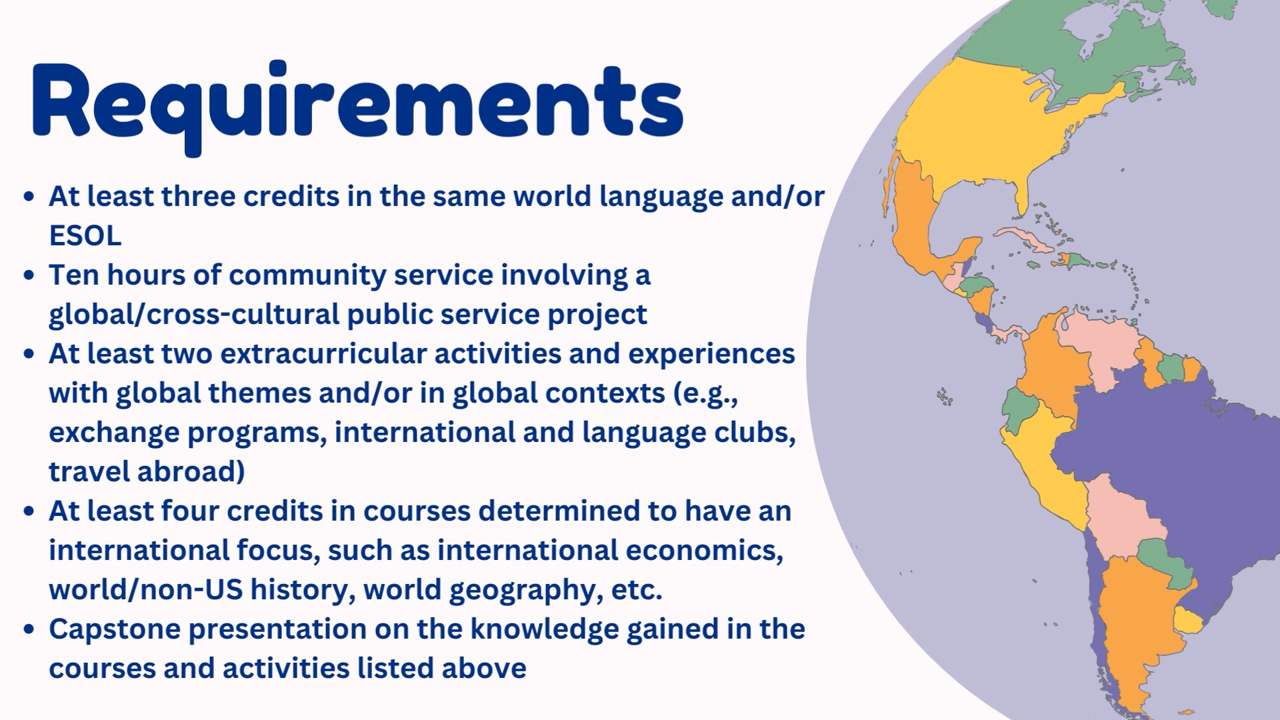 Requirements
• At least three credits in the same world language and/or
ESOL
• Ten hours of community service involving a
global/cross-cultural public service project
• At least two extracurricular activities and experiences
with global themes and/or in global contexts (e.g.,
exchange programs, international and language clubs,
travel abroad)
• At least four credits in courses determined to have an
international focus, such as international economics,
world/non-US history, world geography, etc.
• Capstone presentation on the knowledge gained in the
courses and activities listed above